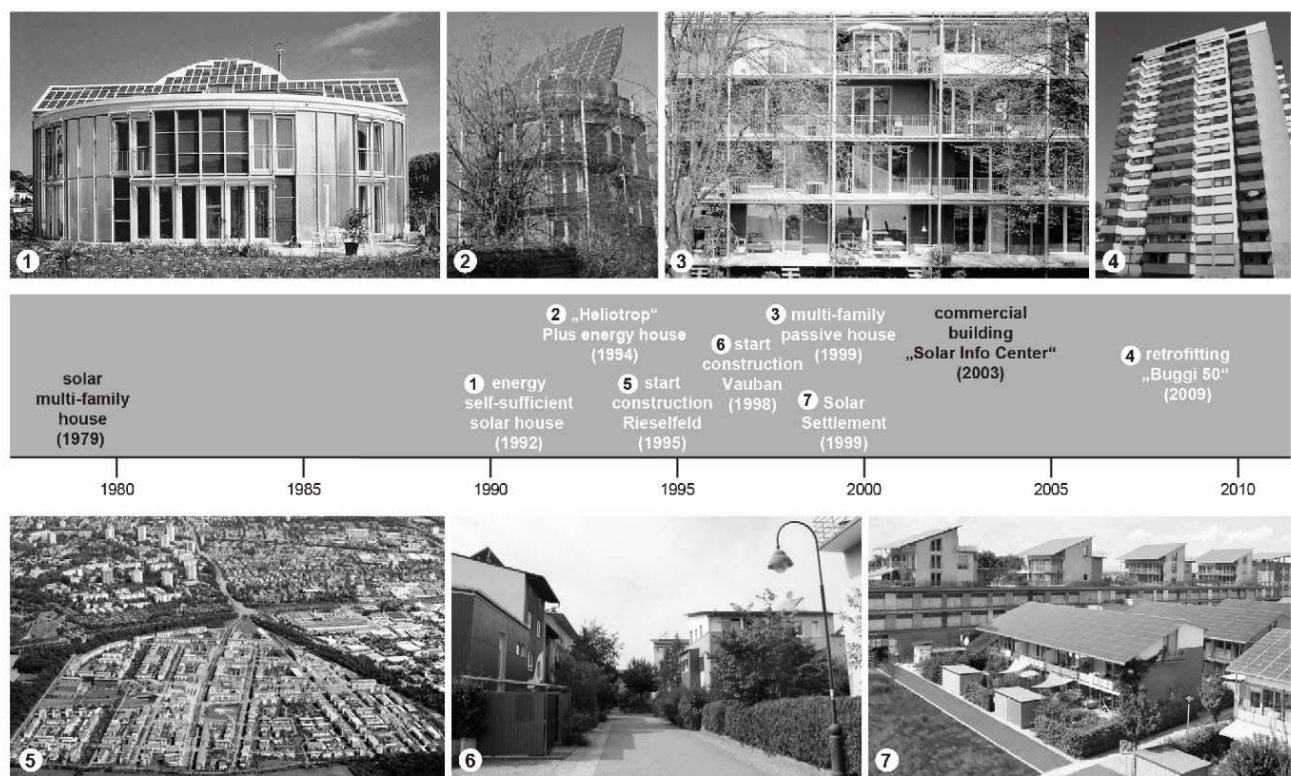 1
2
3
4
solar
multi-family
house
(1979)
1 energy
self-sufficient
solar house
(1992)
2 „Heliotrop“
Plus energy house
(1994)
5 start
construction
Rieselfeld
(1995)
6 start
construction
Vauban
(1998)
3 multi-family
passive house
(1999)
7 Solar
Settlement
(1999)
commercial
building
„Solar Info Center“
(2003)
4 retrofitting
„Buggi 50“
(2009)
1980 1985 1990 1995 2000 2005 2010
5
6
7